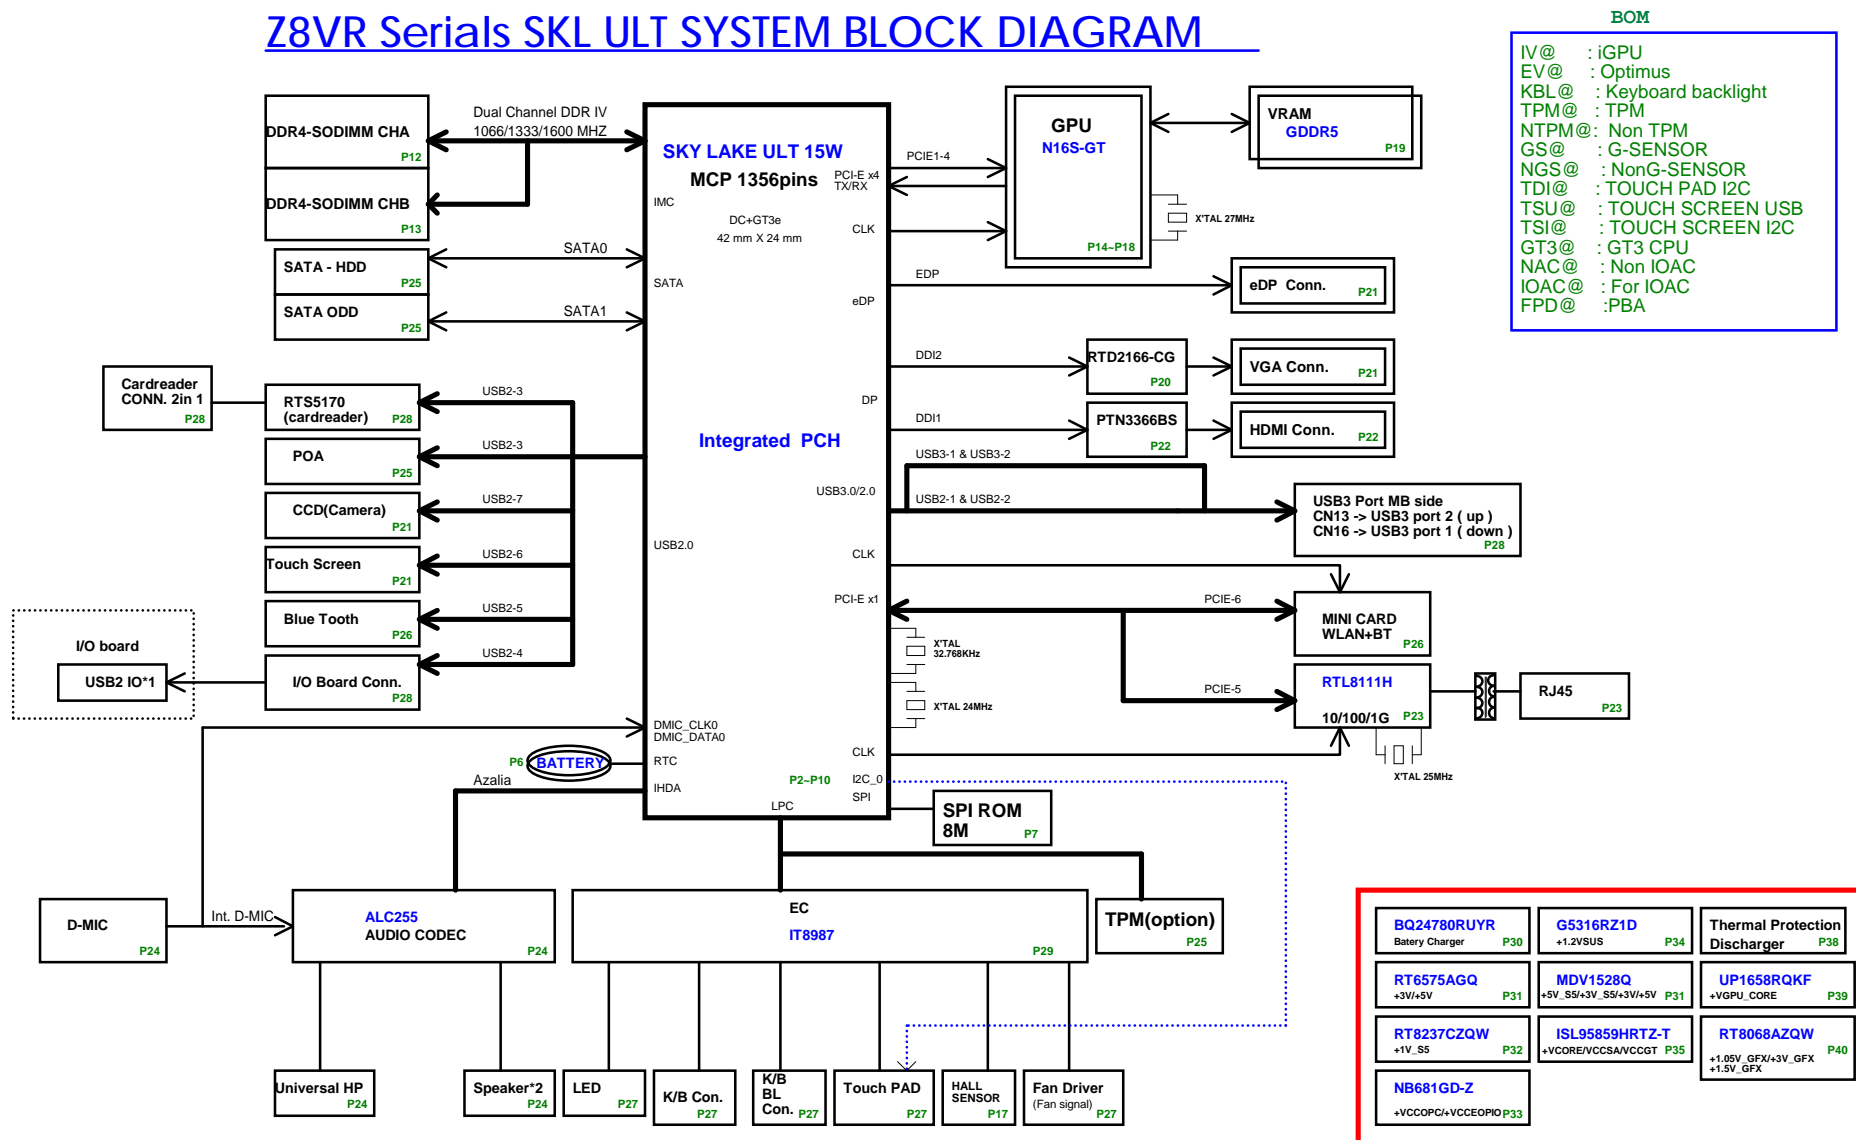 Z8VR Serials SKL ULT SYSTEM BLOCK DIAGRAM
BOM
IV@ : iGPU
EV@ : Optimus
KBL@ : Keyboard backlight
TPM@ : TPM
NTPM@: Non TPM
GS@ : G-SENSOR
NGS@ : NonG-SENSOR
TDI@ : TOUCH PAD I2C
TSU@ : TOUCH SCREEN USB
TSI@ : TOUCH SCREEN I2C
GT3@ : GT3 CPU
NAC@ : Non IOAC
IOAC@ : For IOAC
FPD@ :PBA
DDR4-SODIMM CHA
P12
DDR4-SODIMM CHB
P13
Dual Channel DDR IV
1066/1333/1600 MHZ
SATA - HDD
P25
SATA ODD
P25
SATA0
SATA1
Cardreader
CONN. 2in 1
P28
RTS5170
(cardreader)
P28
USB2-3
POA
P25
USB2-3
CCD(Camera)
P21
USB2-7
Touch Screen
P21
USB2-6
Blue Tooth
P26
USB2-5
I/O Board Conn.
P28
USB2-4
I/O board
USB2 IO*1
SKY LAKE ULT 15W
MCP 1356pins
DC+GT3e
42 mm X 24 mm
Integrated PCH
P2~P10
IMC
SATA
USB2.0
DMIC_CLK0
DMIC_DATA0
RTC
IHDA
LPC
PCI-E x4
TX/RX
CLK
eDP
DP
USB3.0/2.0
CLK
PCI-E x1
CLK
I2C_0
SPI
P6
BATTERY
Azalia
PCIE1-4
GPU
N16S-GT
P14~P18
VRAM
GDDR5
P19
X'TAL 27MHz
EDP
eDP Conn.
P21
DDI2
RTD2166-CG
P20
VGA Conn.
P21
DDI1
PTN3366BS
P22
HDMI Conn.
P22
USB3-1 & USB3-2
USB2-1 & USB2-2
USB3 Port MB side
CN13 -> USB3 port 2 ( up )
CN16 -> USB3 port 1 ( down )
P28
PCIE-6
MINI CARD
WLAN+BT
P26
X'TAL
32.768KHz
X'TAL 24MHz
PCIE-5
RTL8111H
10/100/1G
P23
RJ45
P23
X'TAL 25MHz
SPI ROM
8M
P7
D-MIC
P24
Int. D-MIC
ALC255
AUDIO CODEC
P24
EC
IT8987
P29
TPM(option)
P25
Universal HP
P24
Speaker*2
P24
LED
P27
K/B Con.
P27
K/B
BL
Con.
P27
Touch PAD
P27
HALL
SENSOR
P17
Fan Driver
(Fan signal)
P27
BQ24780RUYR
Batery Charger
P30
G5316RZ1D
+1.2VSUS
P34
Thermal Protection
Discharger
P38
RT6575AGQ
+3V/+5V
P31
MDV1528Q
+5V_S5/+3V_S5/+3V/+5V
P31
UP1658RQKF
+VGPU_CORE
P39
RT8237CZQW
+1V_S5
P32
ISL95859HRTZ-T
+VCORE/VCCSA/VCCGT
P35
RT8068AZQW
+1.05V_GFX/+3V_GFX
+1.5V_GFX
P40
NB681GD-Z
+VCCOPC/+VCCEOPIO
P33